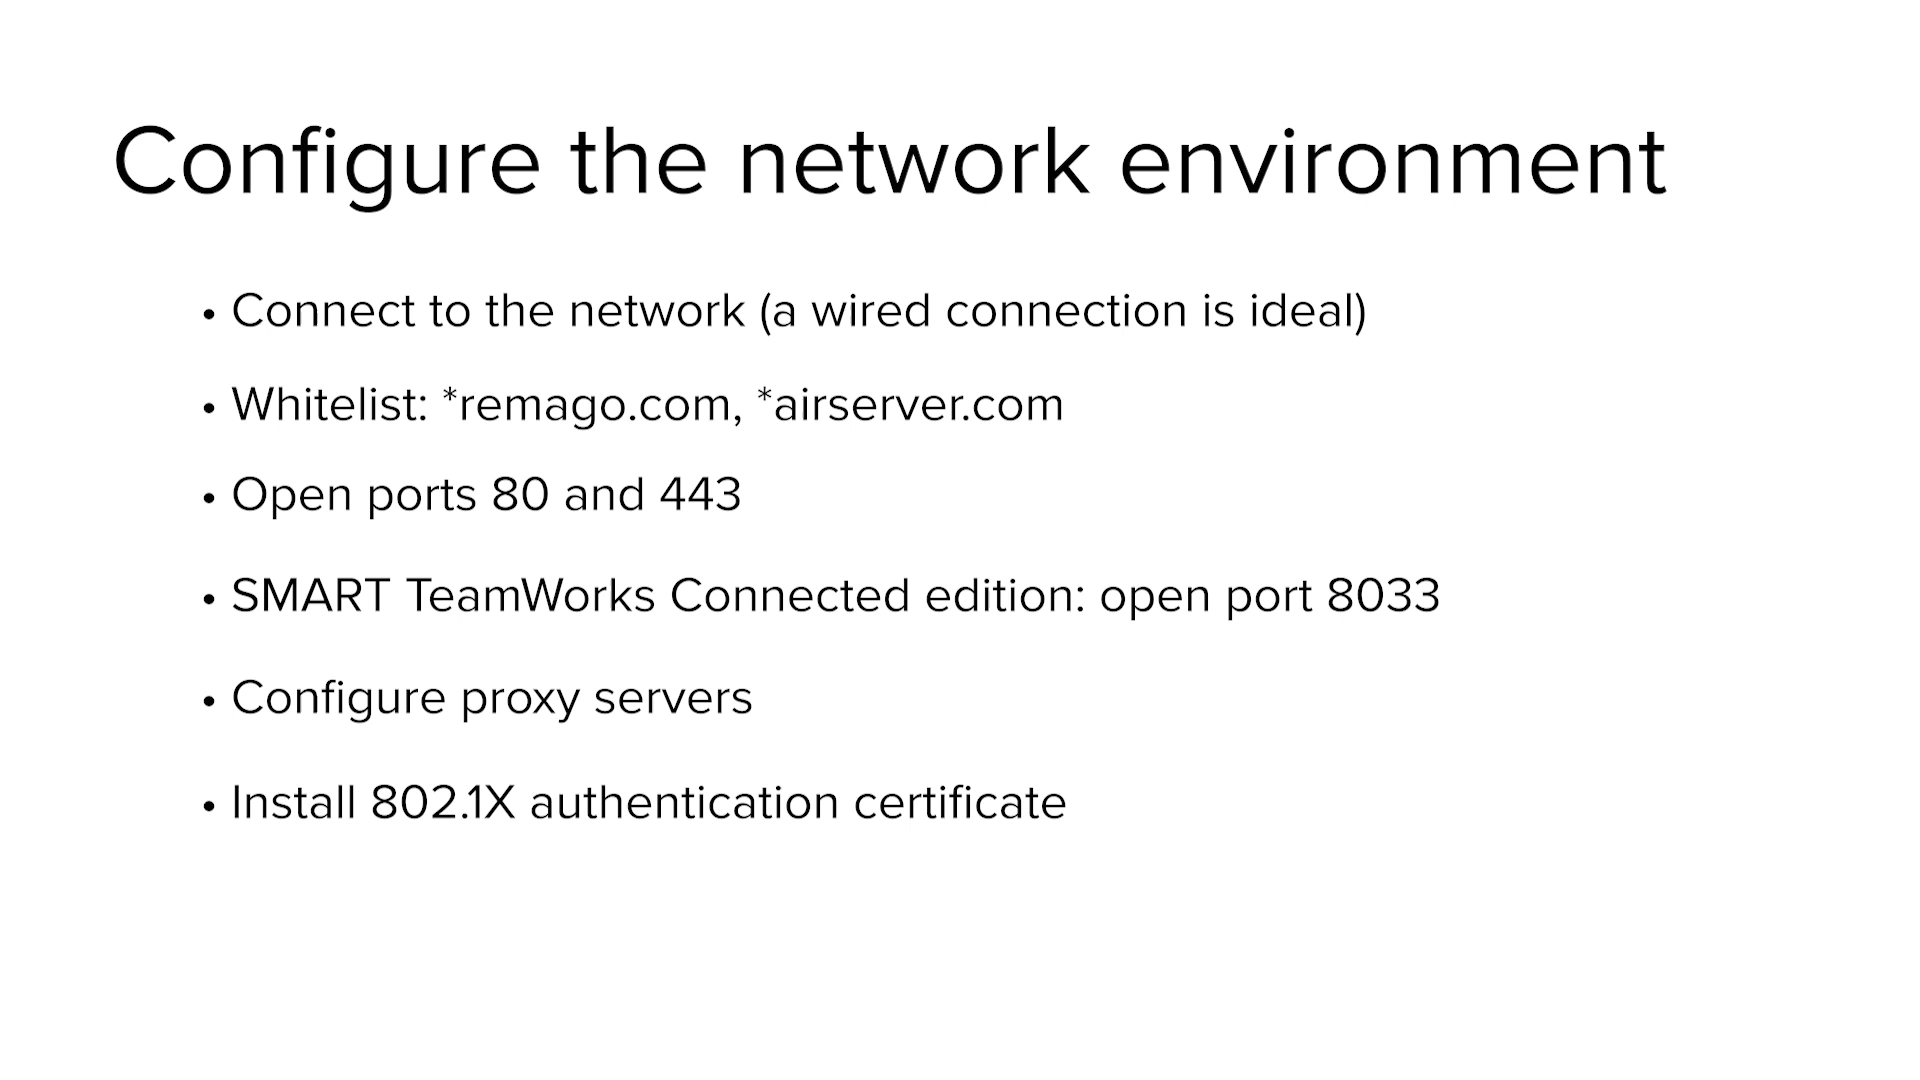 Configure the network environment
• Connect to the network (a wired connection is ideal)
• Whitelist: *remago.com, *airserver.com
• Open ports 80 and 443
• SMART TeamWorks Connected edition: open port 8033
• Configure proxy servers
• Install 802.1X authentication certificate